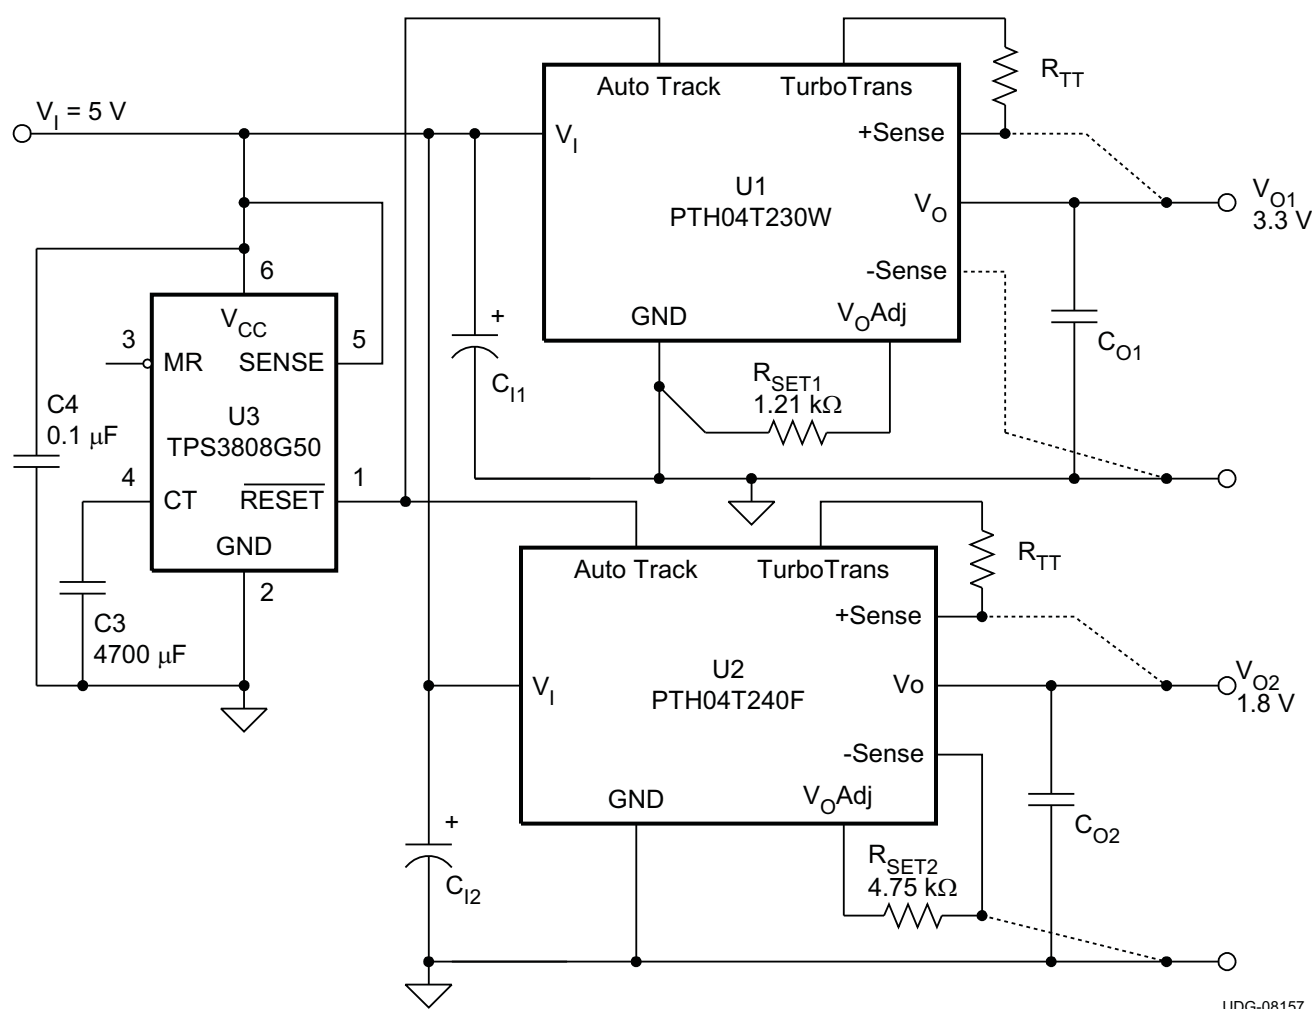 Auto Track
TurboTrans
R_TT
V_I = 5 V
V_I
+Sense
U1
PTH04T230W
V_O
V_O1
3.3 V
-Sense
6
GND
V_OAdj
+
V_CC
3
5
MR
SENSE
C_O1
C_I1
R_SET1
1.21 kΩ
C4
0.1 μF
U3
TPS3808G50
4
1
CT
RESET
GND
2
Auto Track
TurboTrans
R_TT
+Sense
C3
4700 μF
U2
PTH04T240F
V_I
Vo
V_O2
1.8 V
-Sense
GND
V_OAdj
+
C_O2
R_SET2
4.75 kΩ
C_I2
UDG-08157